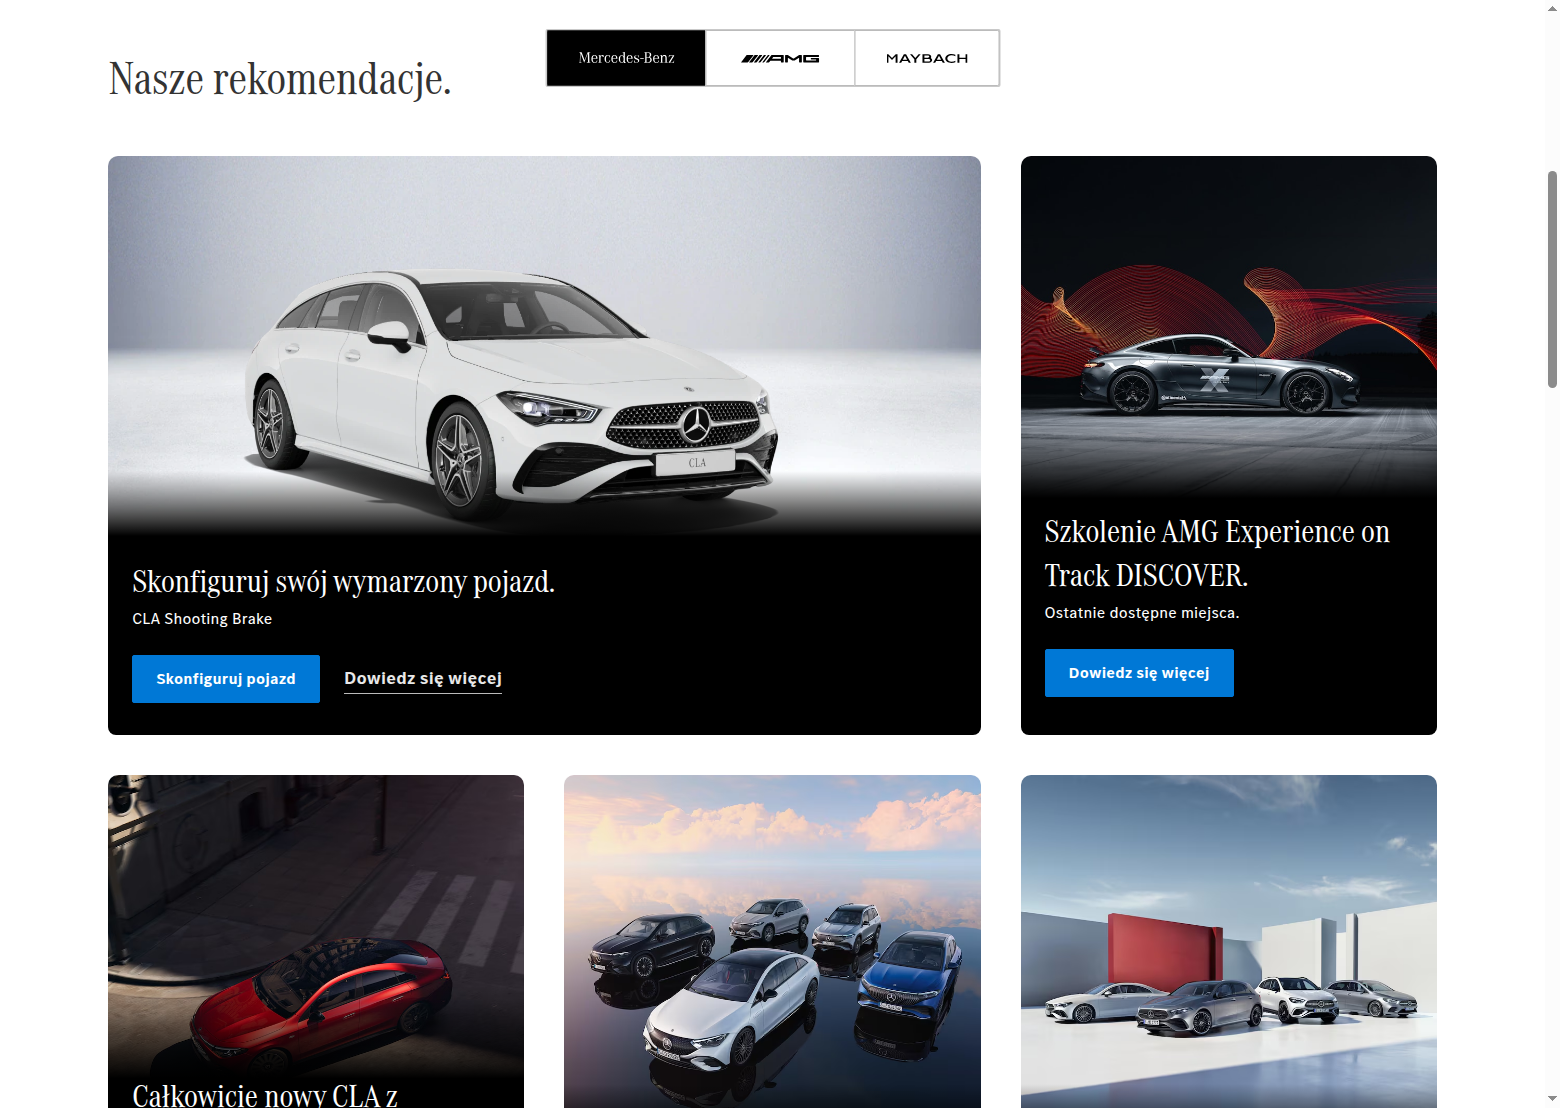 Nasze rekomendacje.
Mercedes-Benz
AMG
MAYBACH
CLA
Skonfiguruj swój wymarzony pojazd.
CLA Shooting Brake
Skonfiguruj pojazd
Dowiedz się więcej
Szkolenie AMG Experience on
Track DISCOVER.
Ostatnie dostępne miejsca.
Dowiedz się więcej
Całkowicie nowy CLA z